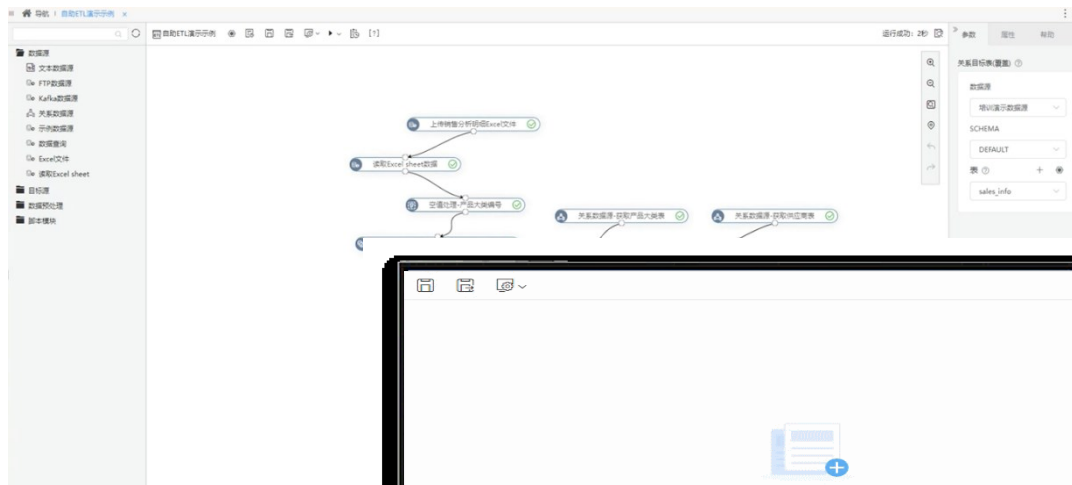 导航 / 自助ETL演示示例 ×
自助ETL演示示例
运行成功: 2秒
参数 属性 帮助
数据源
文本数据源
FTP数据源
Kafka数据源
关系数据源
示例数据源
数据查询
Excel文件
读取Excel sheet
目标源
数据预处理
脚本模块
上传销售分析明细Excel文件
读取Excel sheet数据
空值处理-产品大类编号
关系数据源-获取产品大类表
关系数据源-获取供应商表
关系目标表(覆盖)
数据源
培训演示数据源
SCHEMA
DEFAULT
表
sales_info